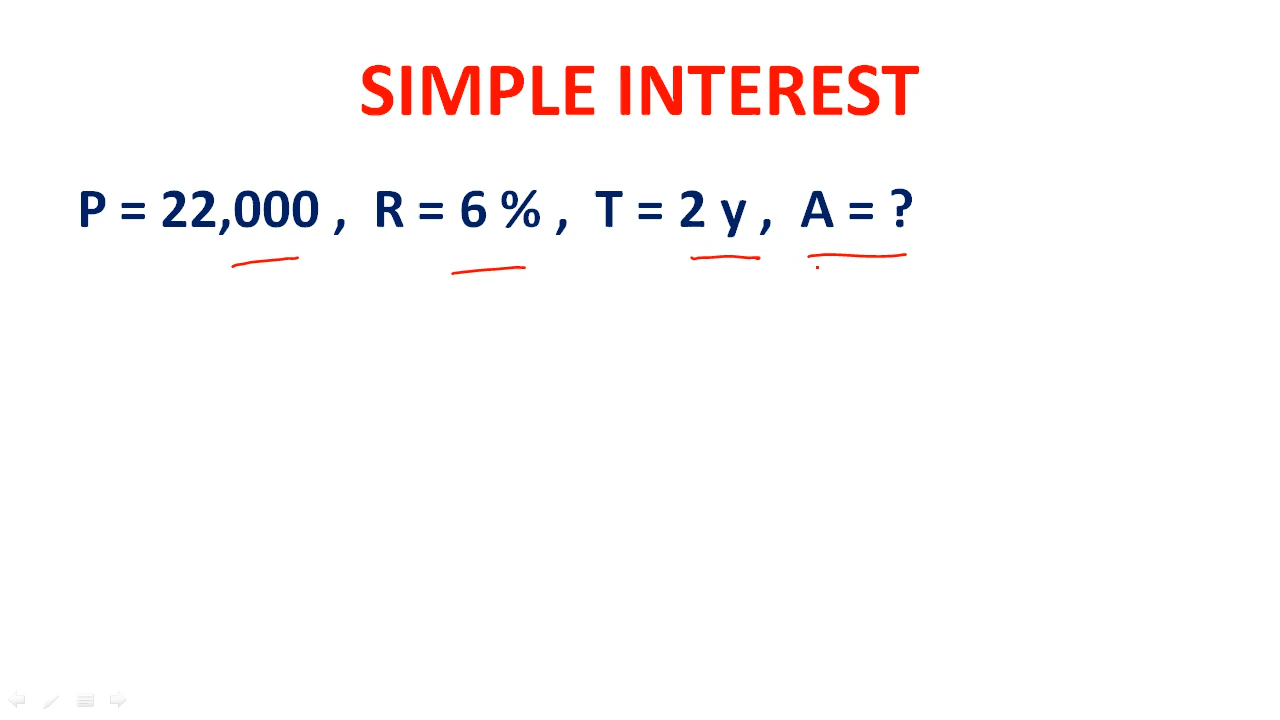 SIMPLE INTEREST
P = 22,000 , R = 6 % , T = 2 y , A = ?